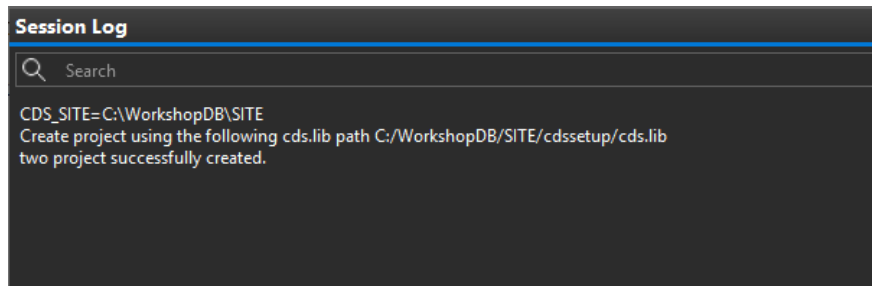 Session Log
Search
CDS_SITE=C:\WorkshopDB\SITE
Create project using the following cds.lib path C:/WorkshopDB/SITE/cdssetup/cds.lib
two project successfully created.